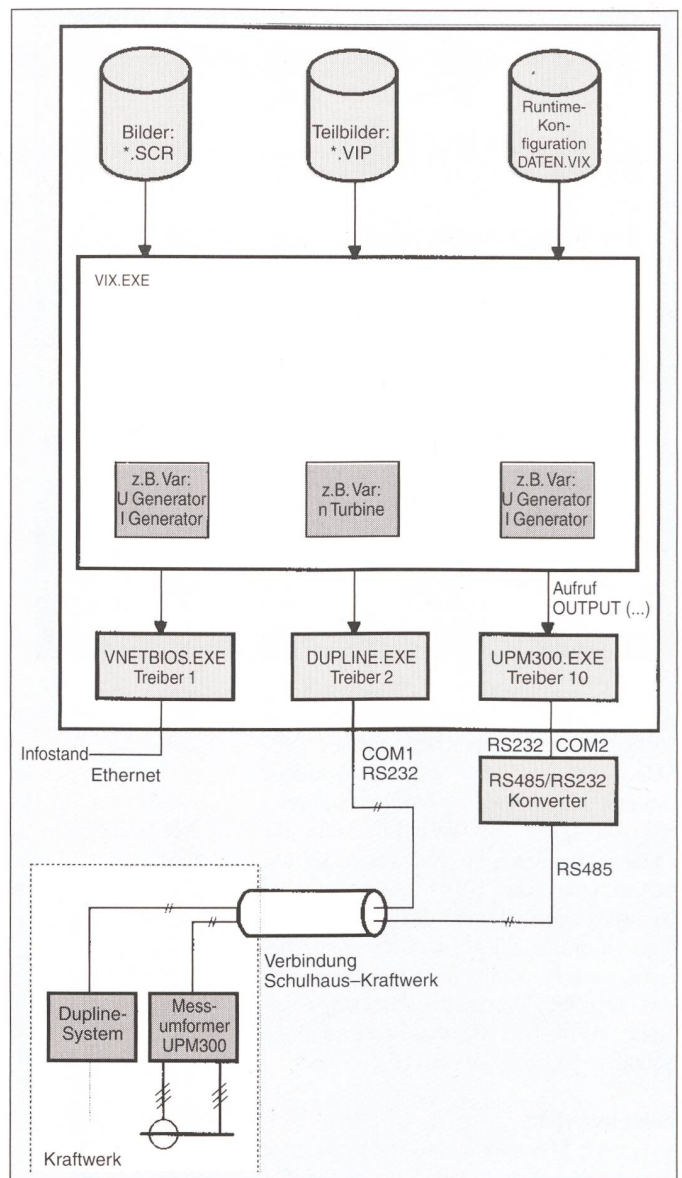 Bilder:
*.SCR
Teilbilder:
*.VIP
Runtime-
Kon-
figuration
DATEN.VIX
VIX.EXE
z.B. Var:
U Generator
I Generator
z.B. Var:
n Turbine
z.B. Var:
U Generator
I Generator
Aufruf
OUTPUT (...)
VNETBIOS.EXE
Treiber 1
DUPLINE.EXE
Treiber 2
UPM300.EXE
Treiber 10
Infostand
Ethernet
COM1
RS232
RS232
COM2
RS485/RS232
Konverter
RS485
Verbindung
Schulhaus–Kraftwerk
Dupline-
System
Mess-
umformer
UPM300
Kraftwerk